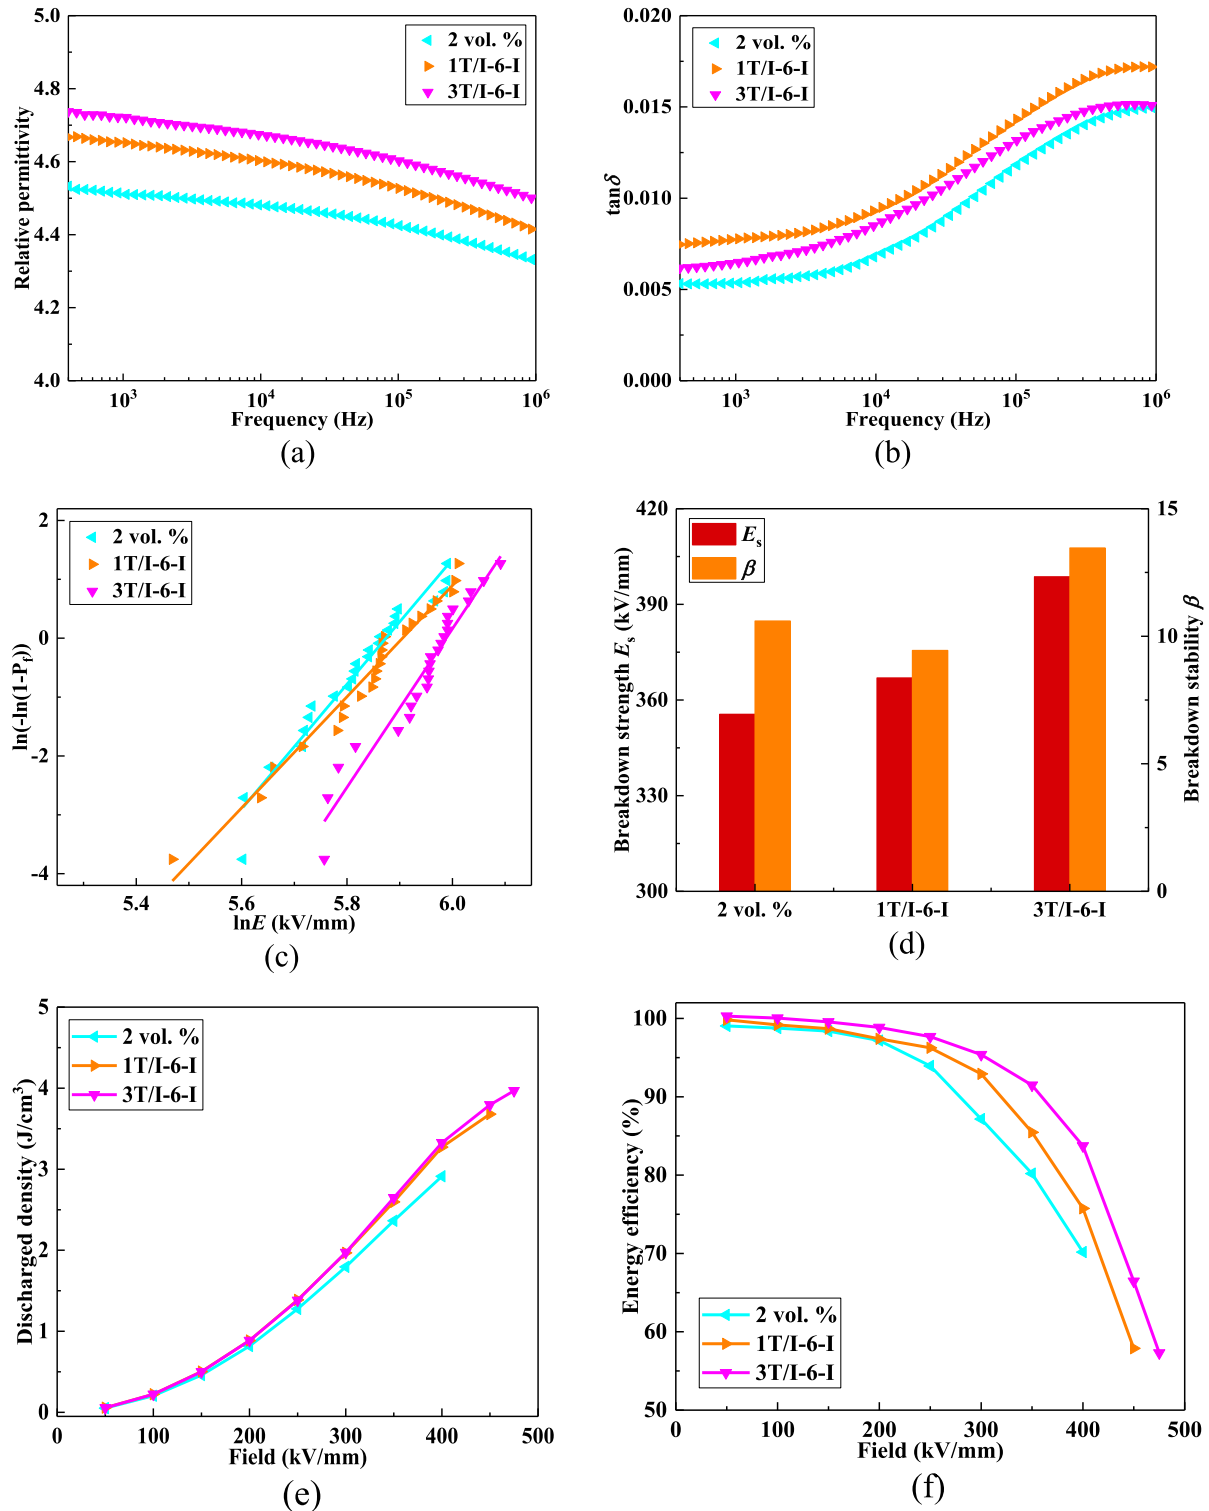 5.0
4.8
4.6
4.4
4.2
4.0
Relative permittivity
2 vol. %
1T/I-6-I
3T/I-6-I
10³ 10⁴ 10⁵ 10⁶
Frequency (Hz)
(a)
0.020
0.015
0.010
0.005
0.000
tanδ
2 vol. %
1T/I-6-I
3T/I-6-I
10³ 10⁴ 10⁵ 10⁶
Frequency (Hz)
(b)
2
0
-2
-4
ln(-ln(1-Pf))
2 vol. %
1T/I-6-I
3T/I-6-I
5.4 5.6 5.8 6.0
lnE (kV/mm)
(c)
420
390
360
330
300
Breakdown strength Es (kV/mm)
Es
β
15
10
5
0
Breakdown stability β
2 vol. % 1T/I-6-I 3T/I-6-I
(d)
5
4
3
2
1
0
Discharged density (J/cm³)
2 vol. %
1T/I-6-I
3T/I-6-I
0 100 200 300 400 500
Field (kV/mm)
(e)
100
90
80
70
60
50
Energy efficiency (%)
2 vol. %
1T/I-6-I
3T/I-6-I
0 100 200 300 400 500
Field (kV/mm)
(f)